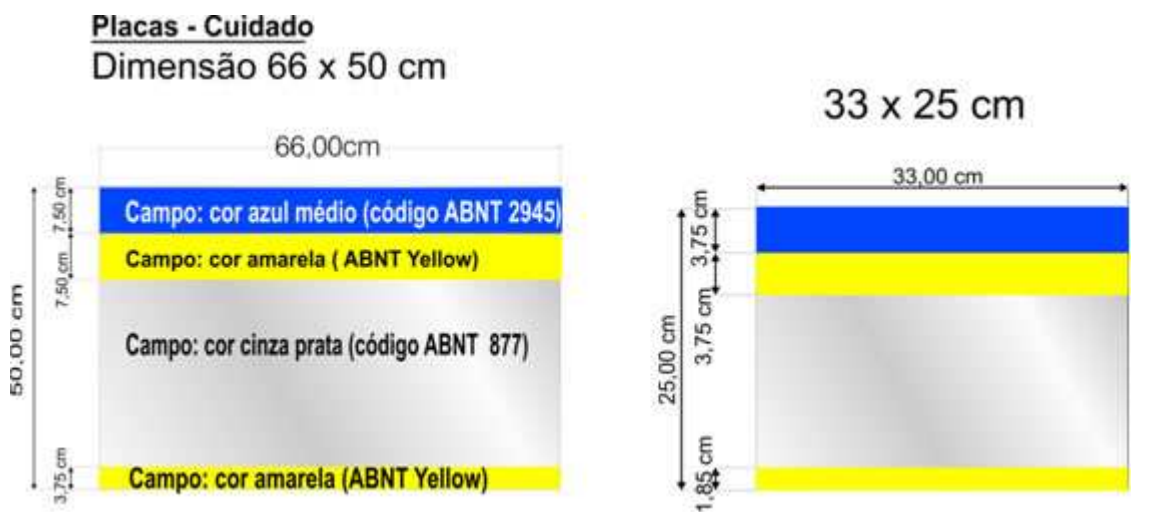 Placas - Cuidado
Dimensão 66 x 50 cm
66,00cm
50,00 cm
7,50 cm
7,50 cm
3,75 cm
Campo: cor azul médio (código ABNT 2945)
Campo: cor amarela ( ABNT Yellow)
Campo: cor cinza prata (código ABNT 877)
Campo: cor amarela (ABNT Yellow)
33 x 25 cm
33,00 cm
25,00 cm
3,75 cm
3,75 cm
1,85 cm